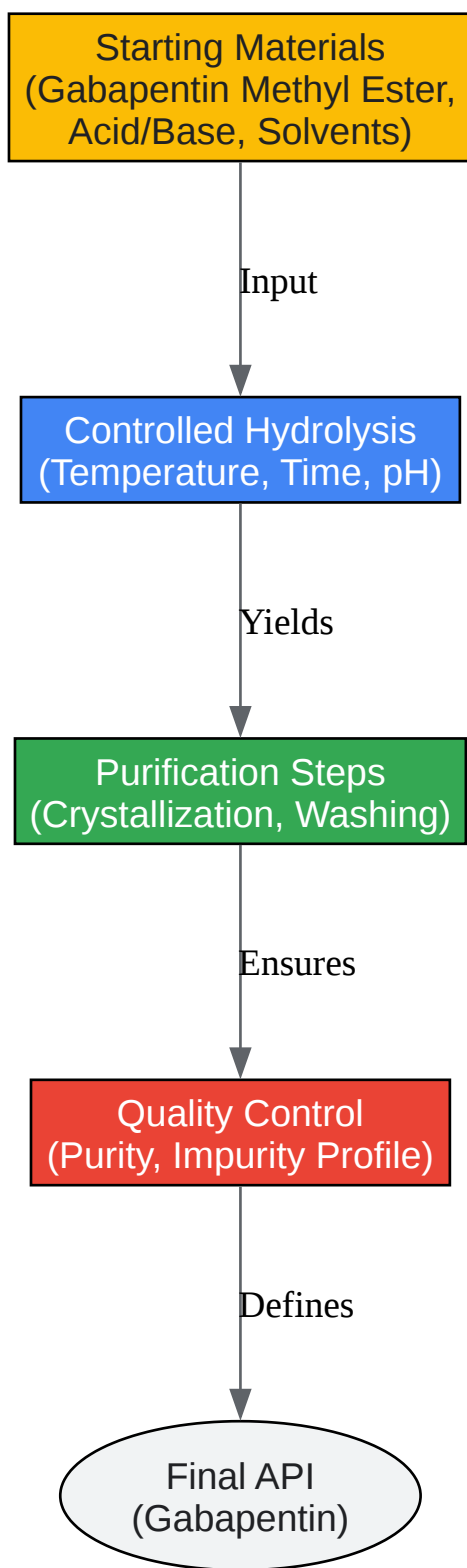 Starting Materials
(Gabapentin Methyl Ester,
Acid/Base, Solvents)
Input
Controlled Hydrolysis
(Temperature, Time, pH)
Yields
Purification Steps
(Crystallization, Washing)
Ensures
Quality Control
(Purity, Impurity Profile)
Defines
Final API
(Gabapentin)